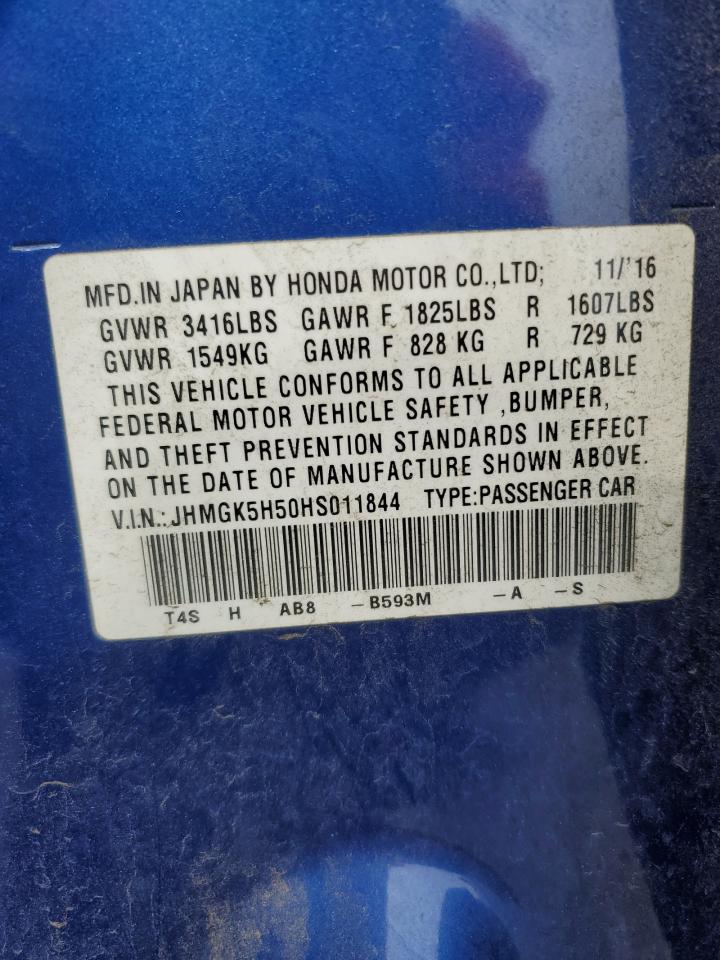 MFD.IN JAPAN BY HONDA MOTOR CO.,LTD; 11/'16
GVWR 3416LBS GAWR F 1825LBS R 1607LBS
GVWR 1549KG GAWR F 828 KG R 729 KG
THIS VEHICLE CONFORMS TO ALL APPLICABLE
FEDERAL MOTOR VEHICLE SAFETY ,BUMPER,
AND THEFT PREVENTION STANDARDS IN EFFECT
ON THE DATE OF MANUFACTURE SHOWN ABOVE.
V.I.N.: JHMGK5H50HS011844 TYPE:PASSENGER CAR
T4S H AB8 – B593M – A – S